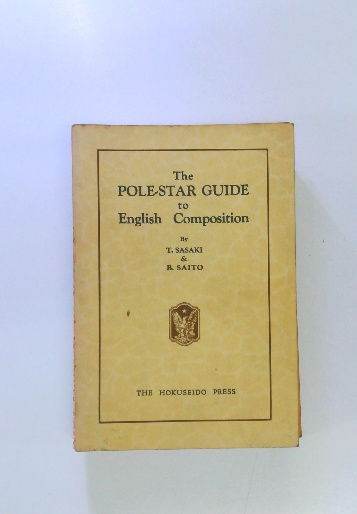 The
POLE-STAR GUIDE
to
English Composition
By
T. SASAKI
&
B. SAITO
THE HOKUSEIDO PRESS